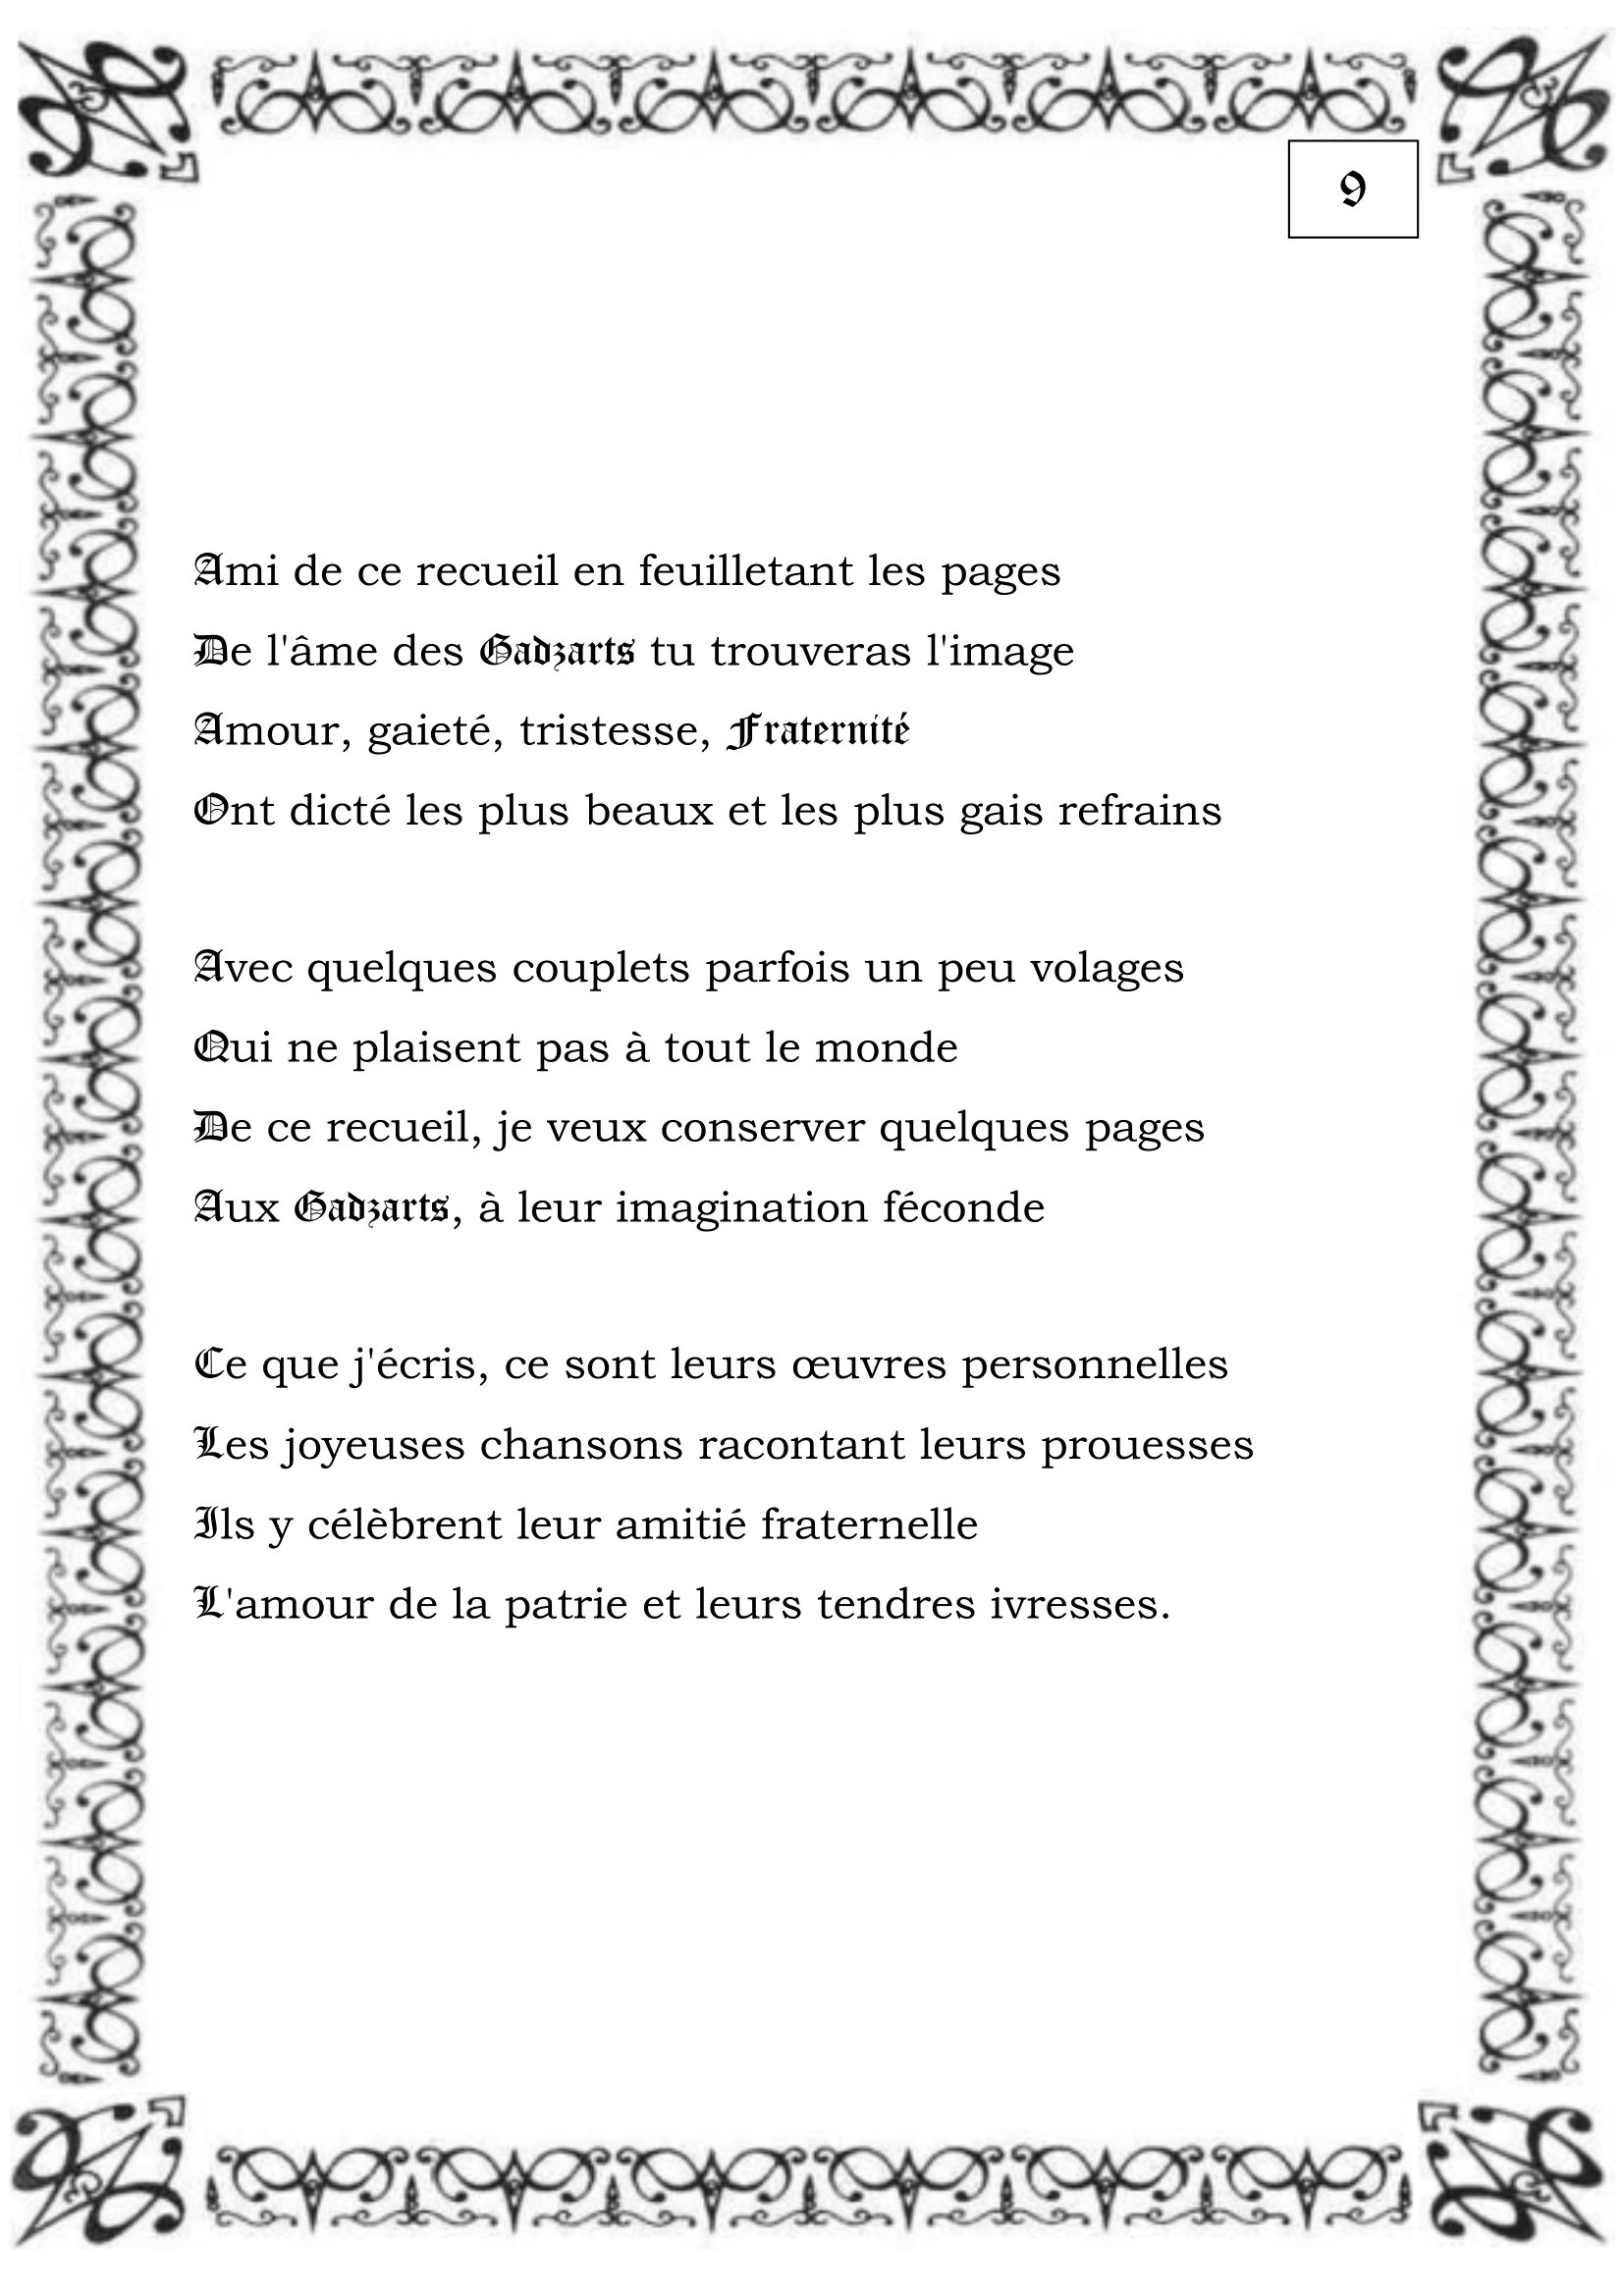 9
Ami de ce recueil en feuilletant les pages
De l'âme des Gadzarts tu trouveras l'image
Amour, gaieté, tristesse, Fraternité
Ont dicté les plus beaux et les plus gais refrains
Avec quelques couplets parfois un peu volages
Qui ne plaisent pas à tout le monde
De ce recueil, je veux conserver quelques pages
Aux Gadzarts, à leur imagination féconde
Ce que j'écris, ce sont leurs œuvres personnelles
Les joyeuses chansons racontant leurs prouesses
Ils y célèbrent leur amitié fraternelle
L'amour de la patrie et leurs tendres ivresses.